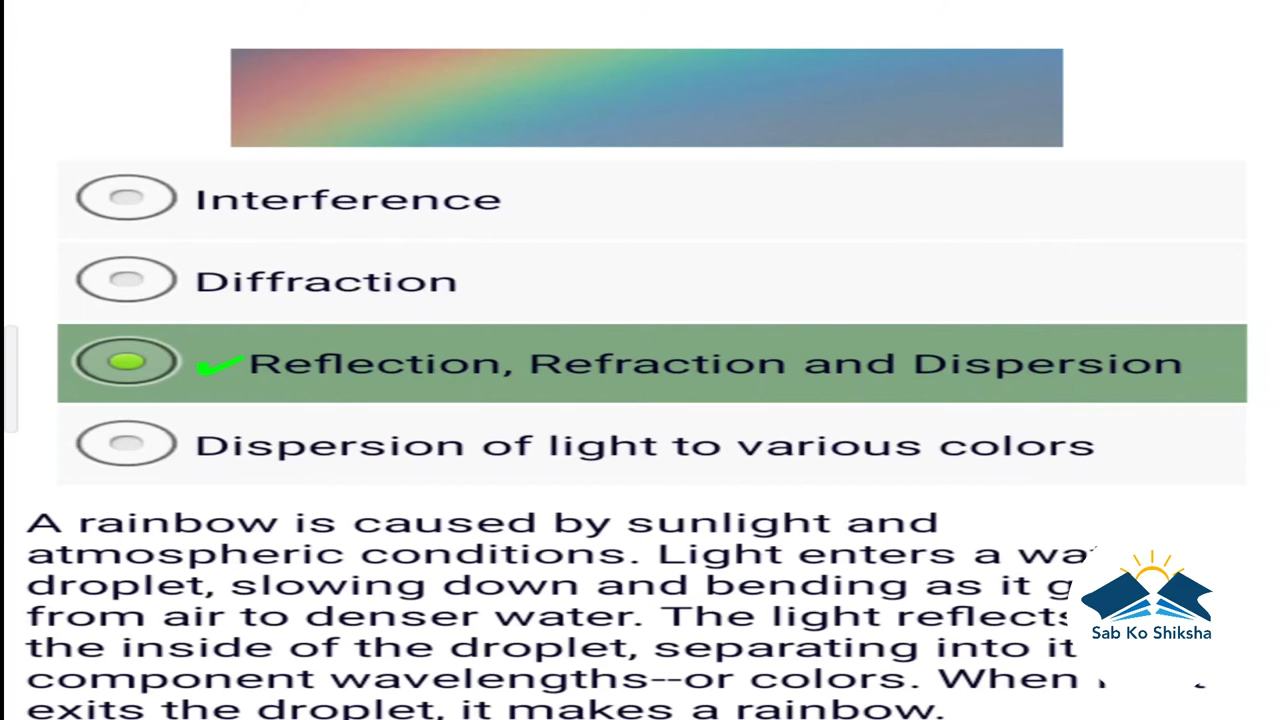 Interference
Diffraction
Reflection, Refraction and Dispersion
Dispersion of light to various colors
A rainbow is caused by sunlight and
atmospheric conditions. Light enters a
droplet, slowing down and bending as it
from air to denser water. The light reflects
the inside of the droplet, separating into
component wavelengths--or colors. When
exits the droplet, it makes a rainbow.
Sab Ko Shiksha